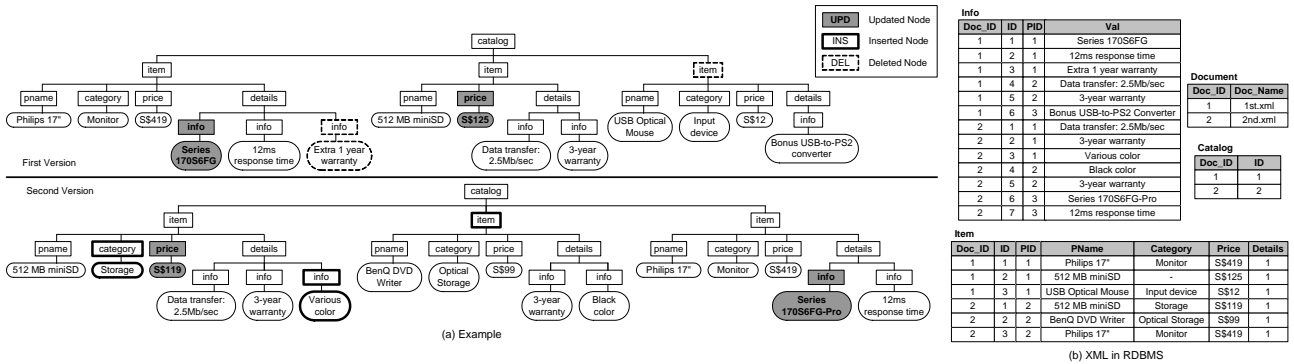 UPD Updated Node
INS Inserted Node
DEL Deleted Node
catalog
item item item
pname category price details price details pname category price details
Philips 17" Monitor S$419 512 MB miniSD S$125 USB Optical Mouse Input device S$12
info info info info info info
Series 170S6FG 12ms response time Extra 1 year warranty Data transfer: 2.5Mb/sec 3-year warranty Bonus USB-to-PS2 converter
First Version
Second Version
catalog
item item item
pname category price details pname category price details pname category price details
512 MB miniSD Storage S$119 BenQ DVD Writer Optical Storage S$99 Philips 17" Monitor S$419
info info info info info info info
Data transfer: 2.5Mb/sec 3-year warranty Various color 3-year warranty Black color Series 170S6FG-Pro 12ms response time
(a) Example
Info
Doc_ID ID PID Val
1 1 1 Series 170S6FG
1 2 1 12ms response time
1 3 1 Extra 1 year warranty
1 4 2 Data transfer: 2.5Mb/sec
1 5 2 3-year warranty
1 6 3 Bonus USB-to-PS2 Converter
2 1 1 Data transfer: 2.5Mb/sec
2 2 1 3-year warranty
2 3 1 Various color
2 4 2 Black color
2 5 2 3-year warranty
2 6 3 Series 170S6FG-Pro
2 7 3 12ms response time
Document
Doc_ID Doc_Name
1 1st.xml
2 2nd.xml
Catalog
Doc_ID ID
1 1
2 2
Item
Doc_ID ID PID PName Category Price Details
1 1 1 Philips 17" Monitor S$419 1
1 2 1 512 MB miniSD - S$125 1
1 3 1 USB Optical Mouse Input device S$12 1
2 1 2 512 MB miniSD Storage S$119 1
2 2 2 BenQ DVD Writer Optical Storage S$99 1
2 3 2 Philips 17" Monitor S$419 1
(b) XML in RDBMS